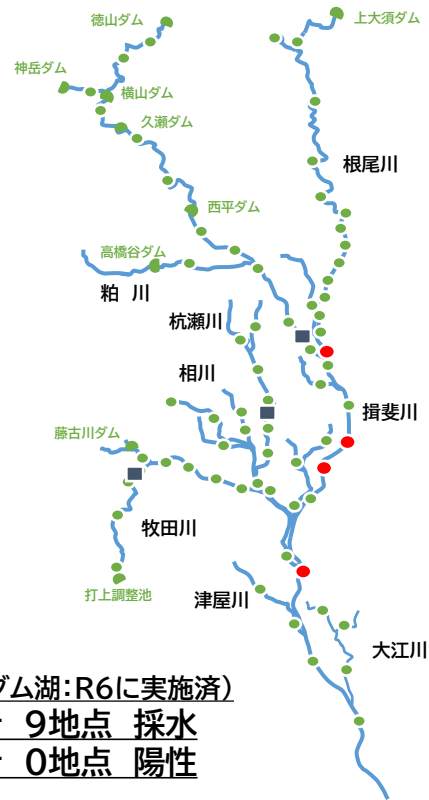 徳山ダム
上大須ダム
神岳ダム
横山ダム
久瀬ダム
根尾川
西平ダム
高橋谷ダム
粕 川
杭瀬川
相川
揖斐川
藤古川ダム
牧田川
打上調整池
津屋川
大江川
ダム湖:R6に実施済)
9地点 採水
0地点 陽性